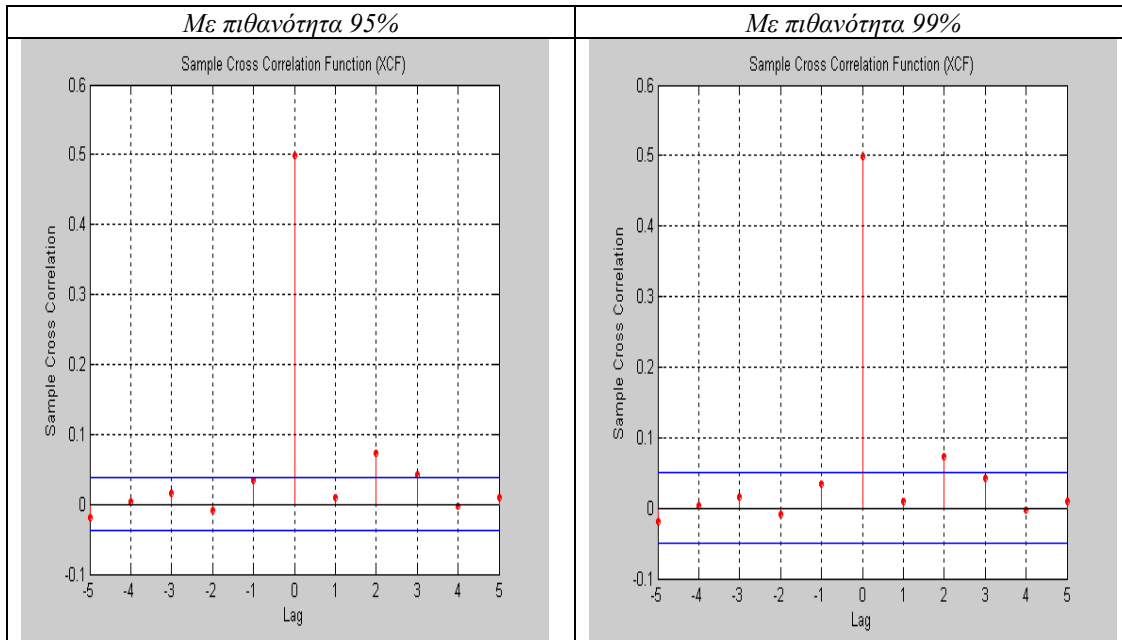 Με πιθανότητα 95%
Sample Cross Correlation Function (XCF)
0.6
0.5
0.4
0.3
0.2
0.1
0
-0.1
Sample Cross Correlation
-5 -4 -3 -2 -1 0 1 2 3 4 5
Lag
Με πιθανότητα 99%
Sample Cross Correlation Function (XCF)
0.6
0.5
0.4
0.3
0.2
0.1
0
-0.1
Sample Cross Correlation
-5 -4 -3 -2 -1 0 1 2 3 4 5
Lag